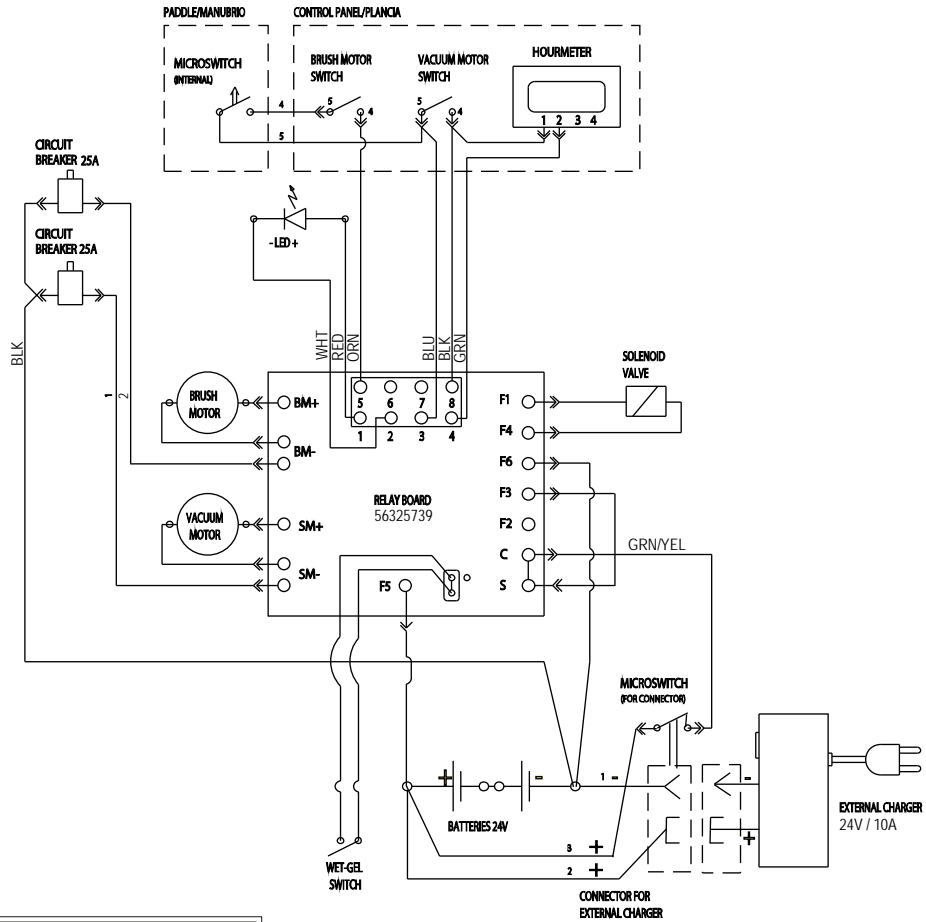 PADDLE/MANUBRIO
CONTROL PANEL/PLANCIA
MICROSWITCH
(INTERNAL)
BRUSH MOTOR
SWITCH
VACUUM MOTOR
SWITCH
HOURMETER
5
4
5
4
1 2 3 4
4
5
CIRCUIT
BREAKER 25A
CIRCUIT
BREAKER 25A
- LED +
BLK
1
2
WHT
RED
ORN
BLU
BLK
GRN
SOLENOID
VALVE
BRUSH
MOTOR
BM+
BM-
5 6 7 8
1 2 3 4
F1
F4
F6
F3
F2
C
S
RELAY BOARD
56325739
VACUUM
MOTOR
SM+
SM-
F5
GRN/YEL
MICROSWITCH
(FOR CONNECTOR)
+
-
1 -
-
+
BATTERIES 24V
EXTERNAL CHARGER
24V / 10A
3 +
2 +
WET-GEL
SWITCH
CONNECTOR FOR
EXTERNAL CHARGER